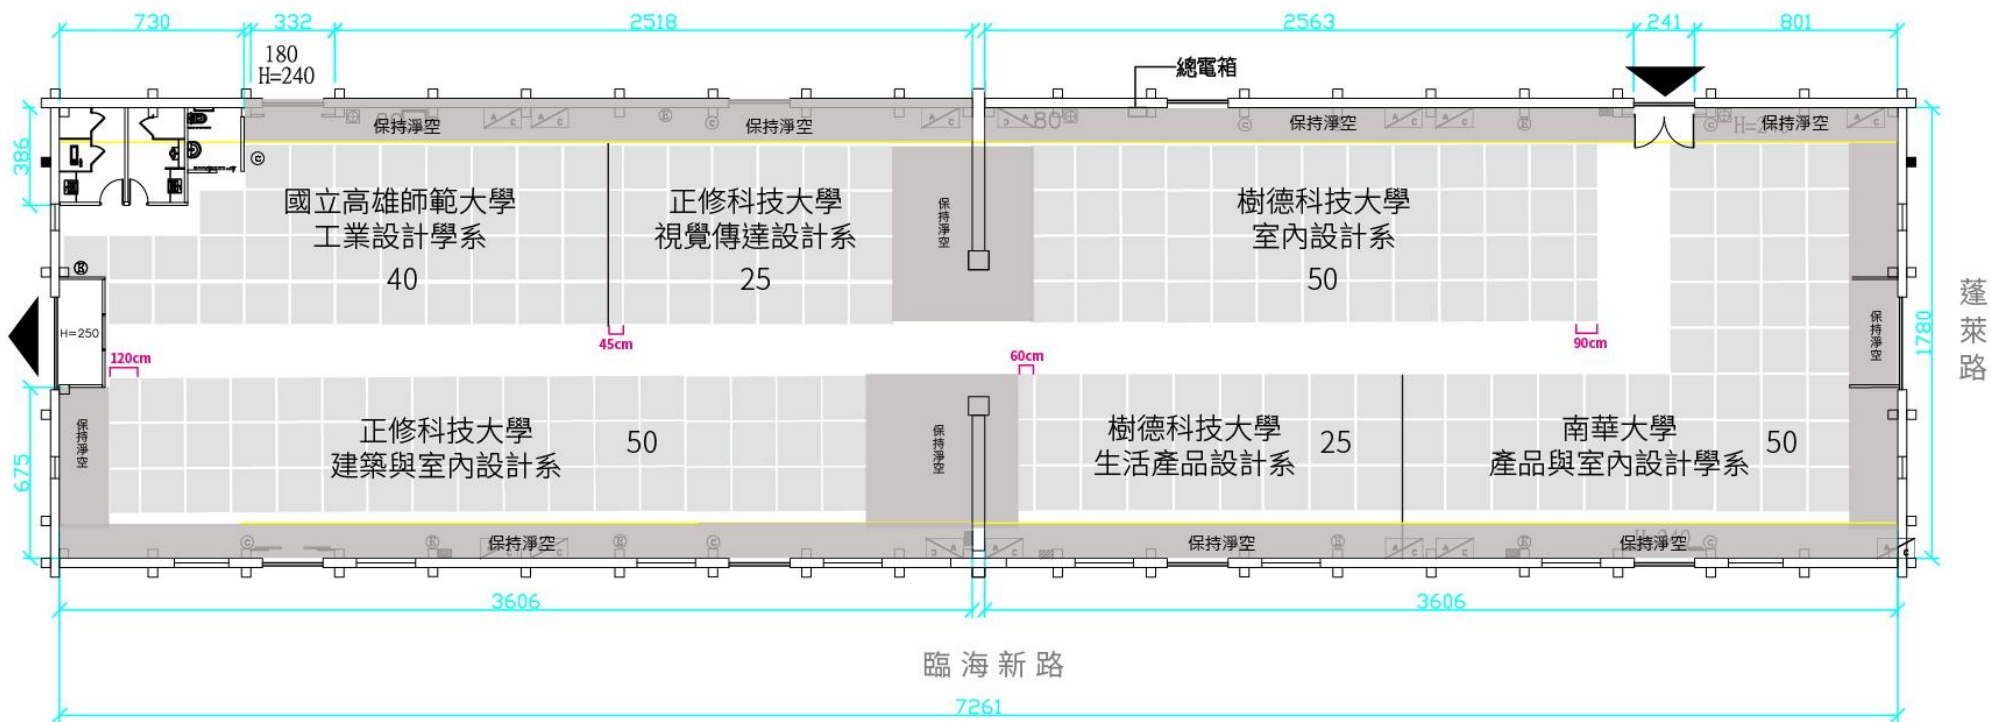 730
332
2518
2563
241
801
180
H=240
總電箱
保持淨空
保持淨空
保持淨空
保持淨空
80
H=240
386
國立高雄師範大學
工業設計學系
40
正修科技大學
視覺傳達設計系
25
保持淨空
樹德科技大學
室內設計系
50
H=250
120cm
45cm
60cm
90cm
保持淨空
1780
蓬萊路
675
保持淨空
正修科技大學
建築與室內設計系
50
保持淨空
樹德科技大學
生活產品設計系
25
南華大學
產品與室內設計學系
50
保持淨空
保持淨空
保持淨空
3606
3606
臨海新路
7261